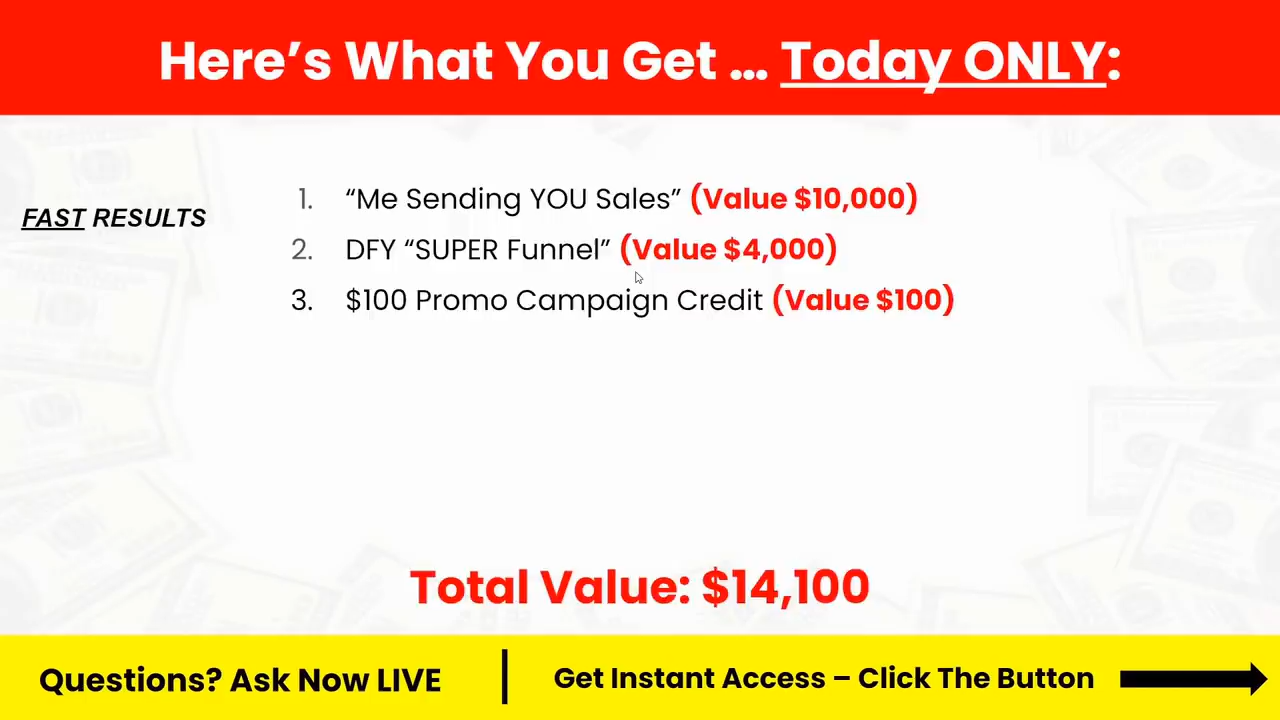 Here’s What You Get ... Today ONLY:
FAST RESULTS
1. “Me Sending YOU Sales” (Value $10,000)
2. DFY “SUPER Funnel” (Value $4,000)
3. $100 Promo Campaign Credit (Value $100)
Total Value: $14,100
Questions? Ask Now LIVE
Get Instant Access – Click The Button